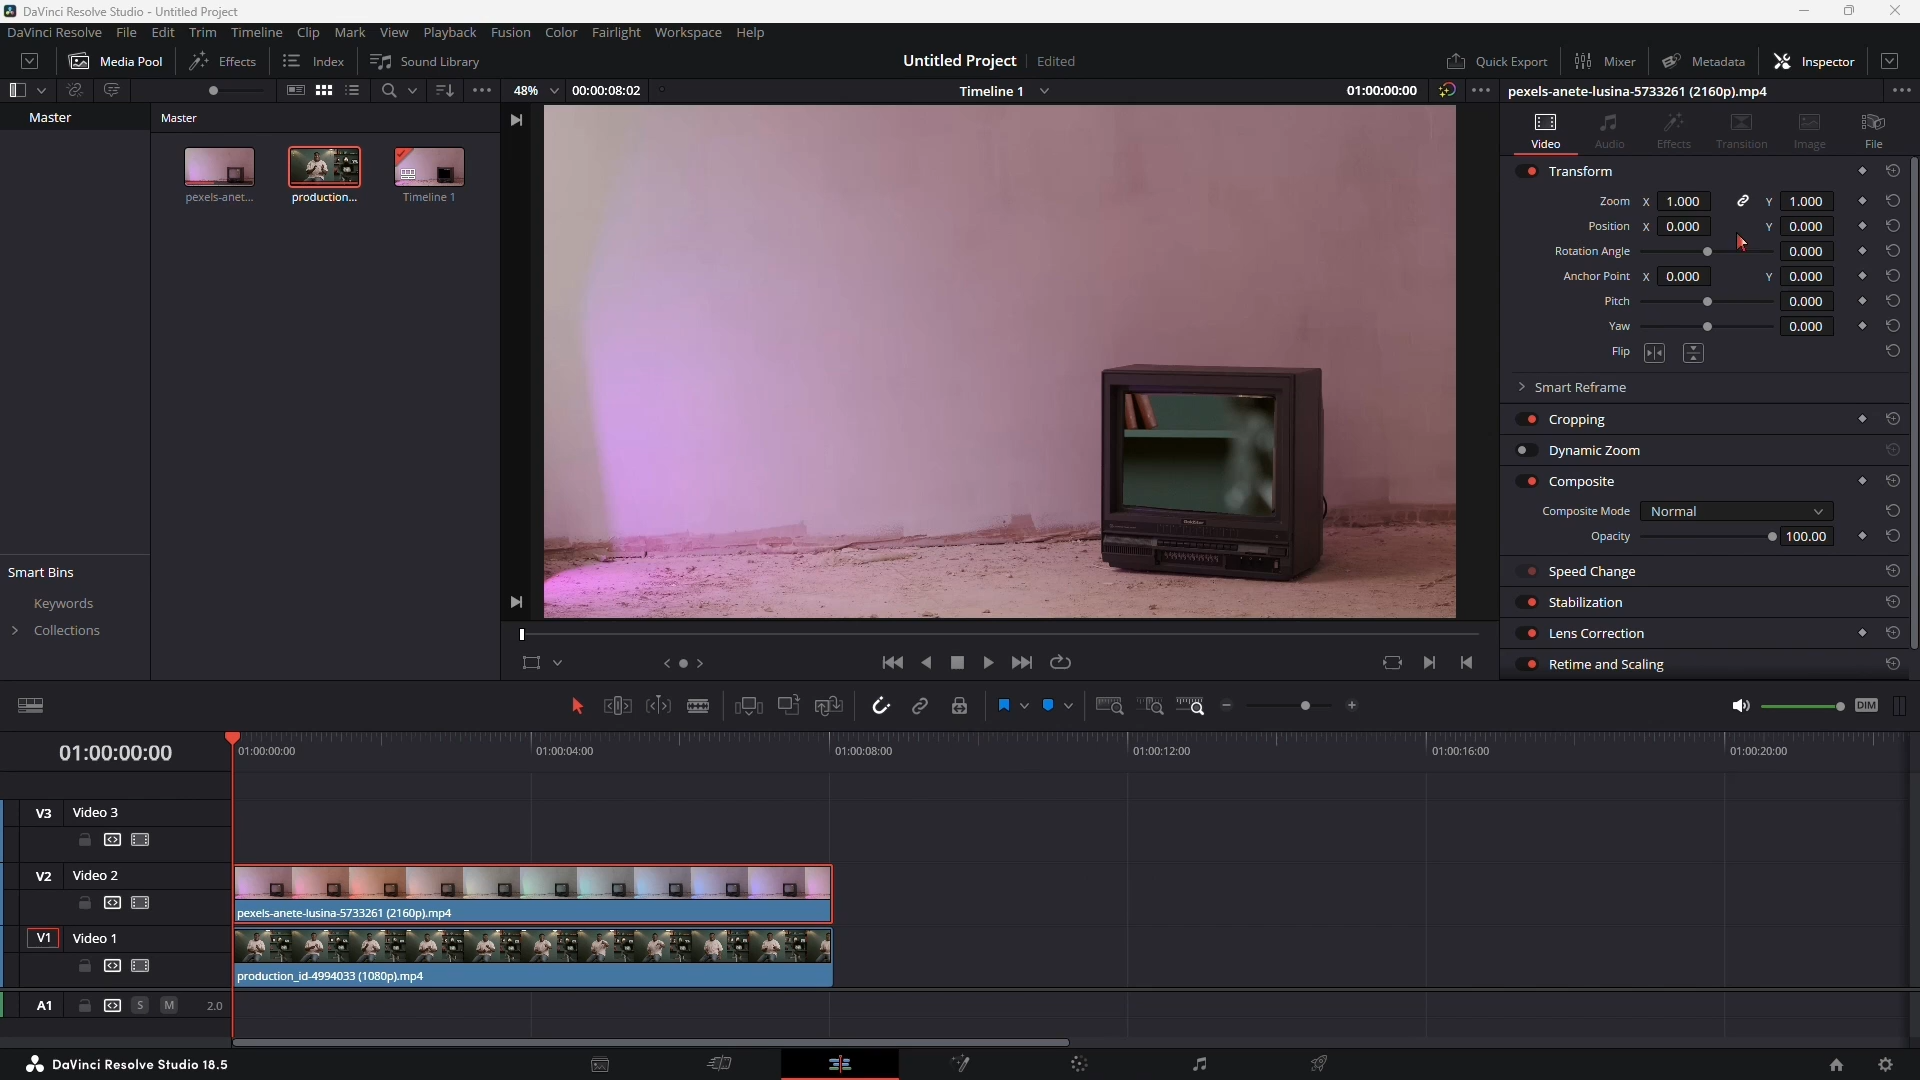 DaVinci Resolve Studio - Untitled Project
DaVinci Resolve File Edit Trim Timeline Clip Mark View Playback Fusion Color Fairlight Workspace Help
Media Pool Effects Index Sound Library Untitled Project Edited Quick Export Mixer Metadata Inspector
48% 00:00:08:02 Timeline 1 01:00:00:00 pexels-anete-lusina-5733261 (2160p).mp4
Master Master
pexels-anet... production... Timeline 1
Video Audio Effects Transition Image File
Transform
Zoom X 1.000 Y 1.000
Position X 0.000 Y 0.000
Rotation Angle 0.000
Anchor Point X 0.000 Y 0.000
Pitch 0.000
Yaw 0.000
Flip
Smart Reframe
Cropping
Dynamic Zoom
Composite
Composite Mode Normal
Opacity 100.00
Speed Change
Stabilization
Lens Correction
Retime and Scaling
Smart Bins
Keywords
Collections
DIM
01:00:00:00 01:00:00:00 01:00:04:00 01:00:08:00 01:00:12:00 01:00:16:00 01:00:20:00
V3 Video 3
V2 Video 2
pexels-anete-lusina-5733261 (2160p).mp4
V1 Video 1
production_id-4994033 (1080p).mp4
A1 S M 2.0
DaVinci Resolve Studio 18.5